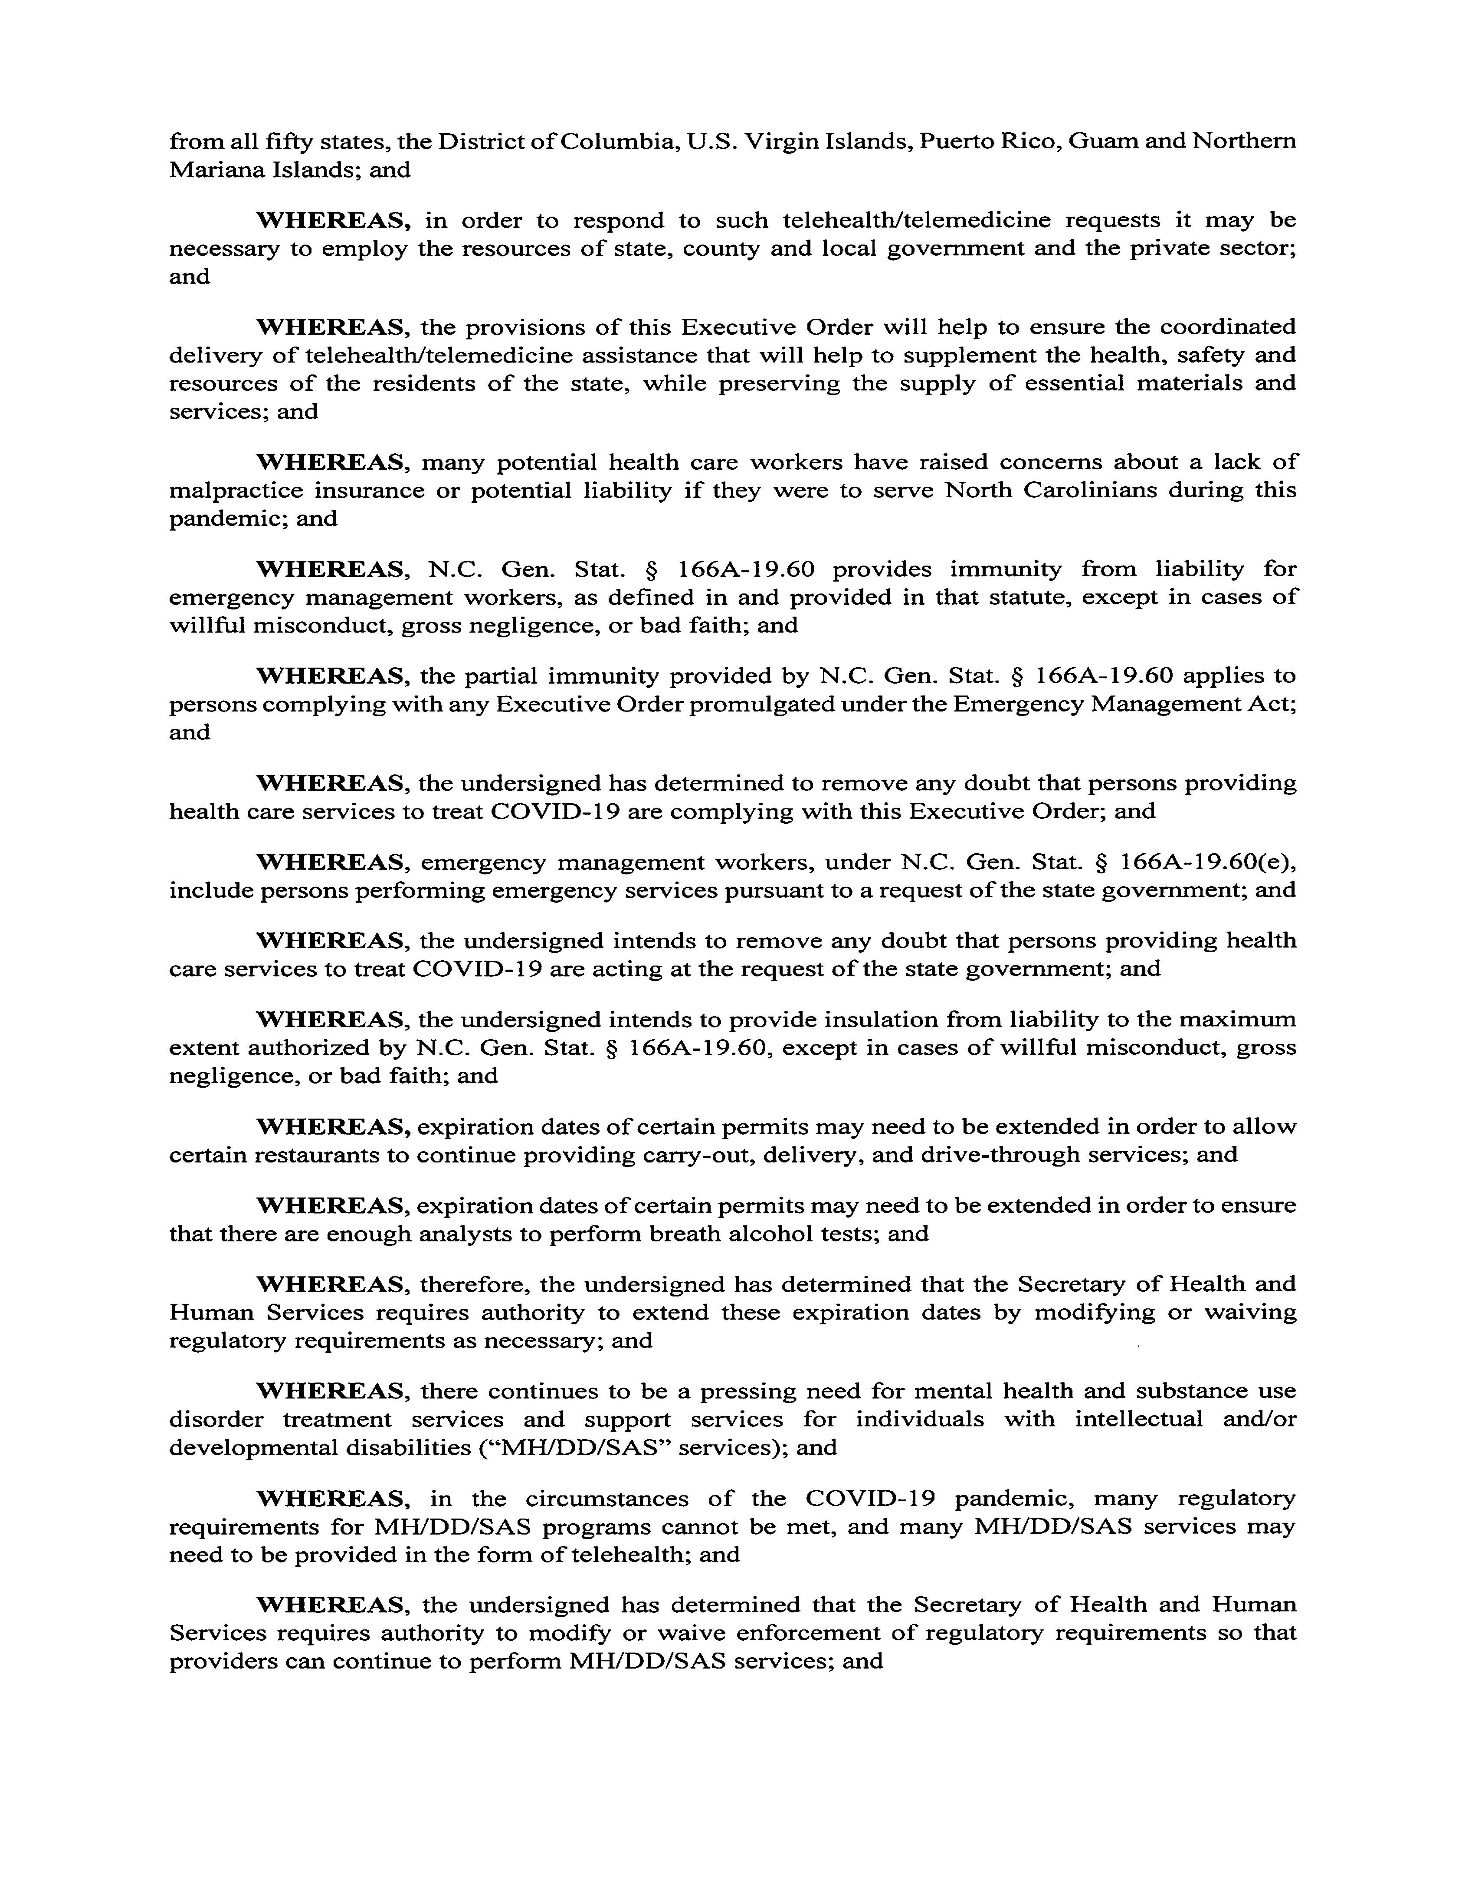 from all fifty states, the District of Columbia, U.S. Virgin Islands, Puerto Rico, Guam and Northern
Mariana Islands; and
WHEREAS, in order to respond to such telehealth/telemedicine requests it may be
necessary to employ the resources of state, county and local government and the private sector;
and
WHEREAS, the provisions of this Executive Order will help to ensure the coordinated
delivery of telehealth/telemedicine assistance that will help to supplement the health, safety and
resources of the residents of the state, while preserving the supply of essential materials and
services; and
WHEREAS, many potential health care workers have raised concerns about a lack of
malpractice insurance or potential liability if they were to serve North Carolinians during this
pandemic; and
WHEREAS, N.C. Gen. Stat. § 166A-19.60 provides immunity from liability for
emergency management workers, as defined in and provided in that statute, except in cases of
willful misconduct, gross negligence, or bad faith; and
WHEREAS, the partial immunity provided by N.C. Gen. Stat. § 166A-19.60 applies to
persons complying with any Executive Order promulgated under the Emergency Management Act;
and
WHEREAS, the undersigned has determined to remove any doubt that persons providing
health care services to treat COVID-19 are complying with this Executive Order; and
WHEREAS, emergency management workers, under N.C. Gen. Stat. § 166A-19.60(e),
include persons performing emergency services pursuant to a request of the state government; and
WHEREAS, the undersigned intends to remove any doubt that persons providing health
care services to treat COVID-19 are acting at the request of the state government; and
WHEREAS, the undersigned intends to provide insulation from liability to the maximum
extent authorized by N.C. Gen. Stat. § 166A-19.60, except in cases of willful misconduct, gross
negligence, or bad faith; and
WHEREAS, expiration dates of certain permits may need to be extended in order to allow
certain restaurants to continue providing carry-out, delivery, and drive-through services; and
WHEREAS, expiration dates of certain permits may need to be extended in order to ensure
that there are enough analysts to perform breath alcohol tests; and
WHEREAS, therefore, the undersigned has determined that the Secretary of Health and
Human Services requires authority to extend these expiration dates by modifying or waiving
regulatory requirements as necessary; and
WHEREAS, there continues to be a pressing need for mental health and substance use
disorder treatment services and support services for individuals with intellectual and/or
developmental disabilities (“MH/DD/SAS” services); and
WHEREAS, in the circumstances of the COVID-19 pandemic, many regulatory
requirements for MH/DD/SAS programs cannot be met, and many MH/DD/SAS services may
need to be provided in the form of telehealth; and
WHEREAS, the undersigned has determined that the Secretary of Health and Human
Services requires authority to modify or waive enforcement of regulatory requirements so that
providers can continue to perform MH/DD/SAS services; and